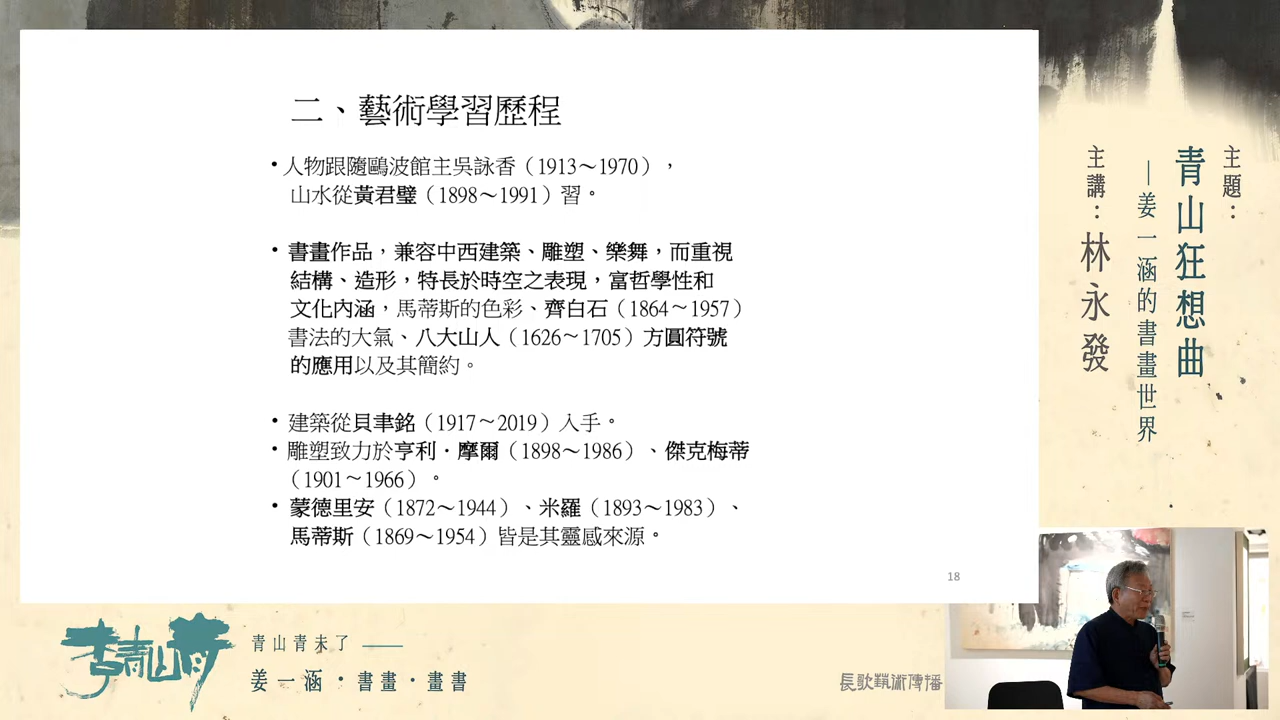 二、藝術學習歷程
•人物跟隨鷗波館主吳詠香（1913～1970），
山水從黃君璧（1898～1991）習。
•書畫作品，兼容中西建築、雕塑、樂舞，而重視
結構、造形，特長於時空之表現，富哲學性和
文化內涵，馬蒂斯的色彩、齊白石（1864～1957）
書法的大氣、八大山人（1626～1705）方圓符號
的應用以及其簡約。
•建築從貝聿銘（1917～2019）入手。
•雕塑致力於亨利．摩爾（1898～1986）、傑克梅蒂
（1901～1966）。
•蒙德里安（1872～1944）、米羅（1893～1983）、
馬蒂斯（1869～1954）皆是其靈感來源。
18
主題：
青山狂想曲
—姜一涵的書畫世界
主講：林永發
青山青未了——
姜一涵・書畫・畫書
長歌藝術傳播